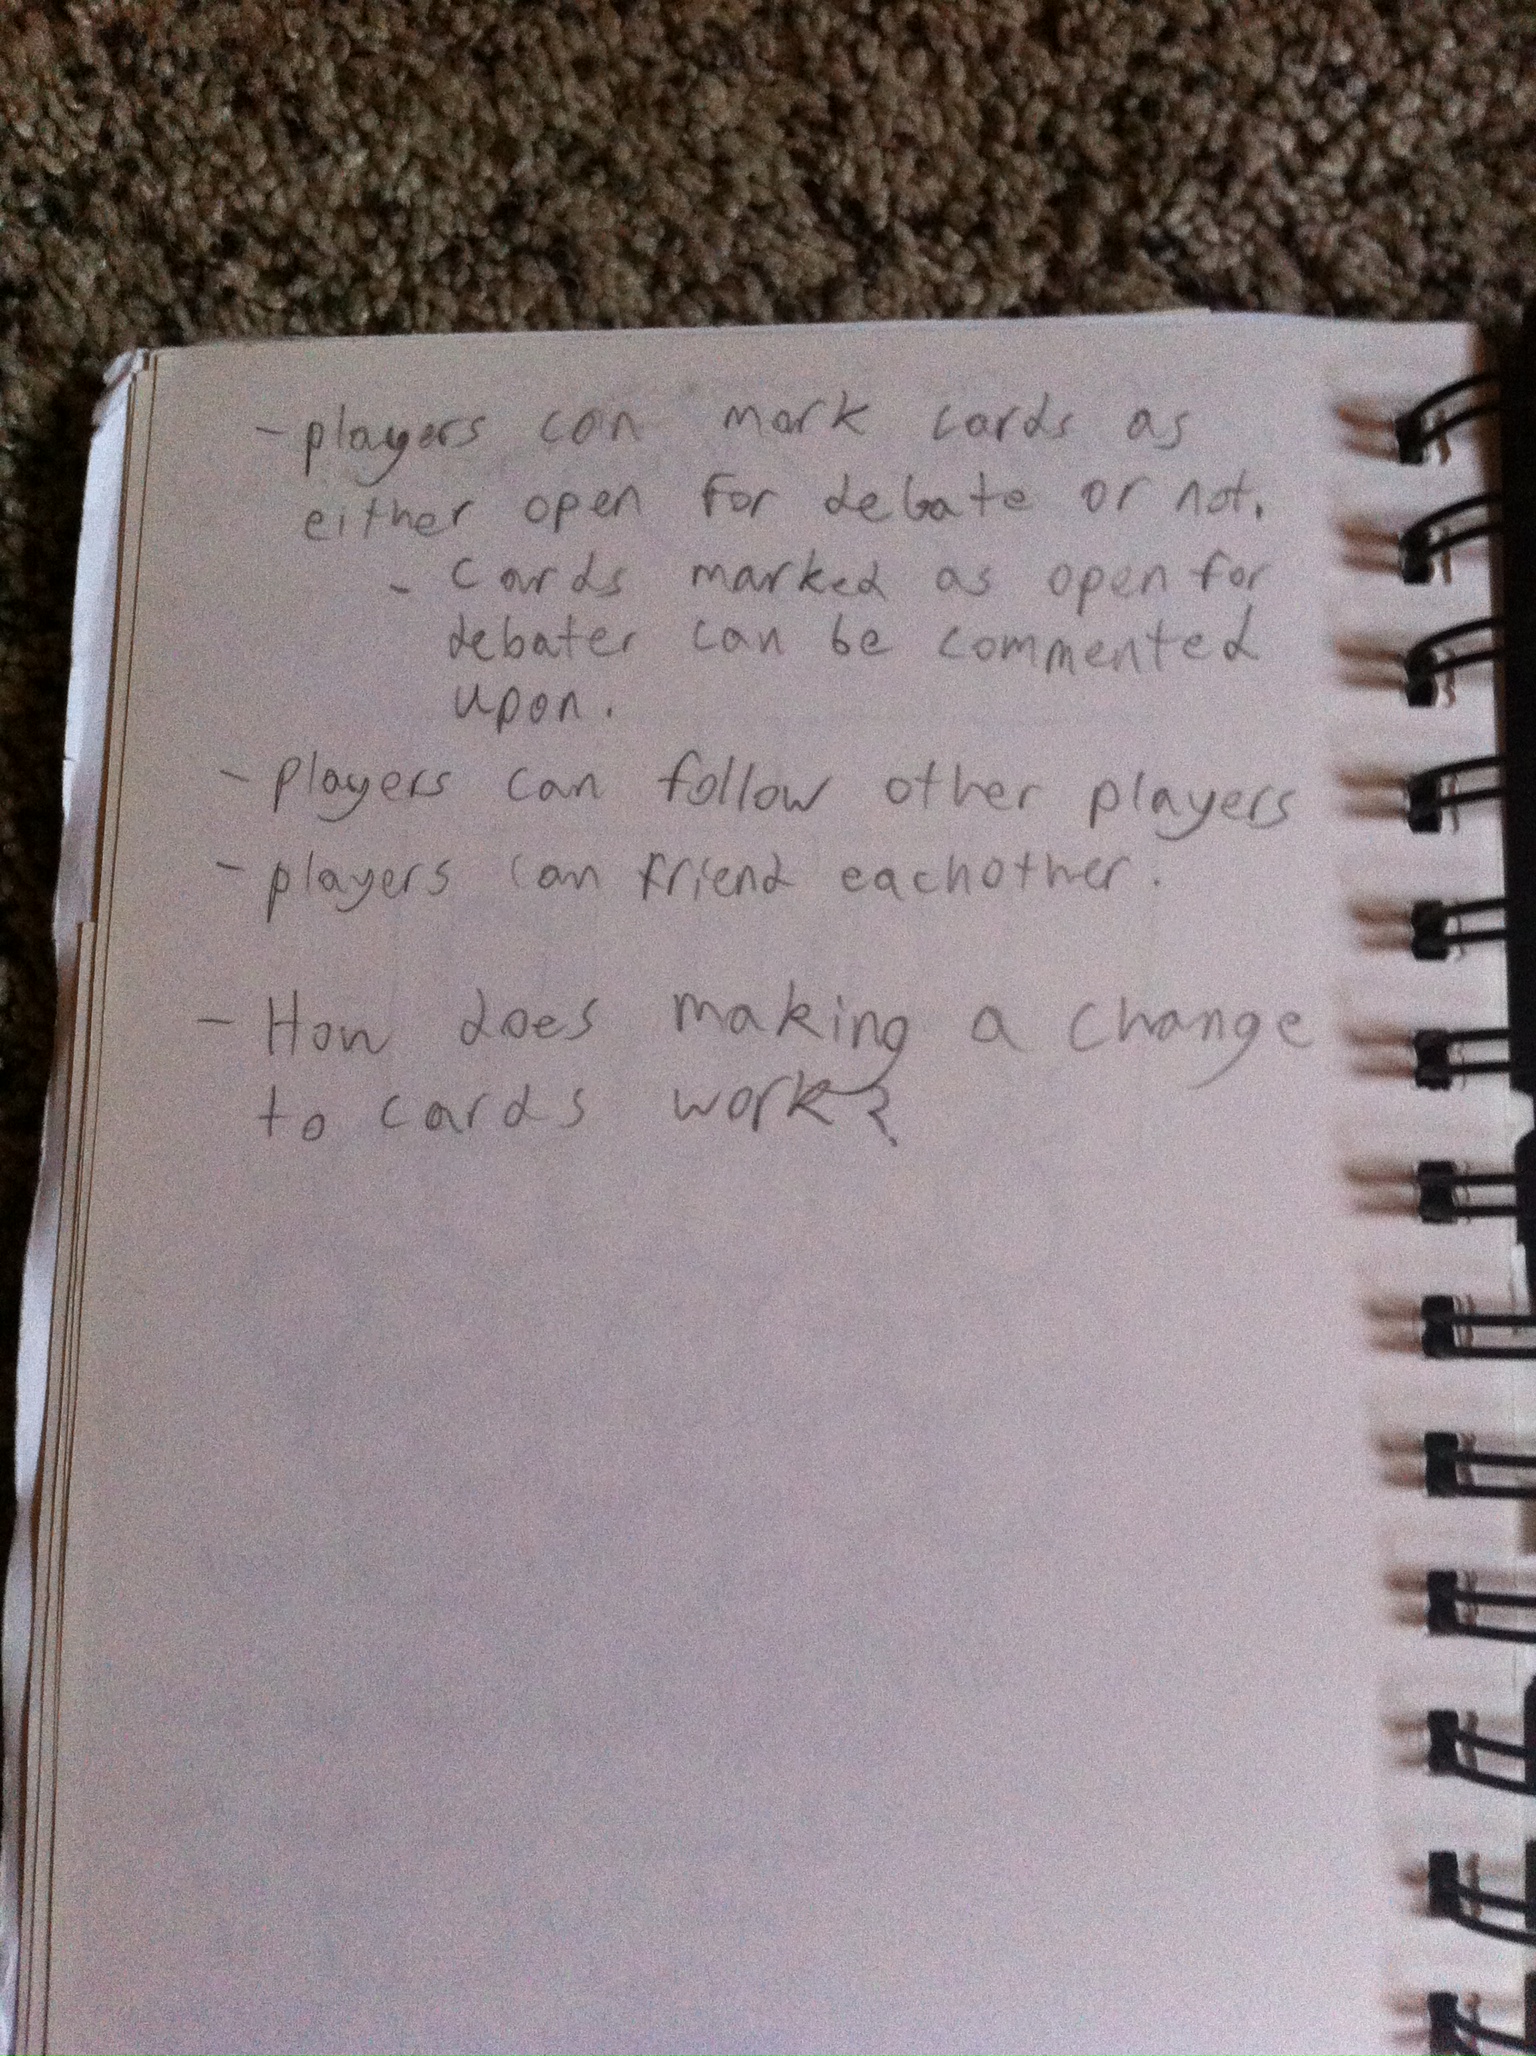 - players can mark cards as
either open for debate or not.
- Cards marked as open for
debater can be commented
upon.
- players can follow other players
- players can friend eachother.
- How does making a change
to cards work?